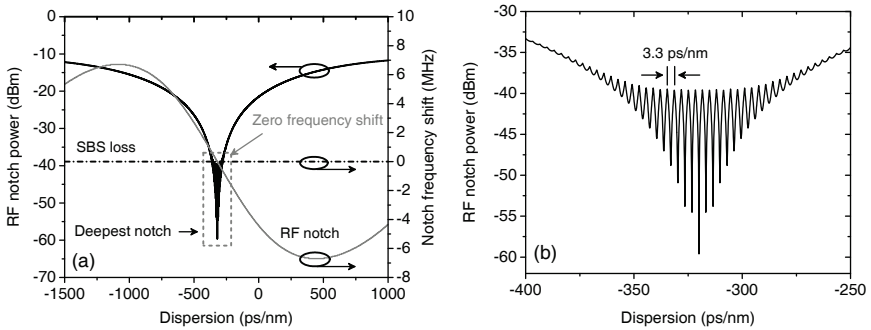 0
-10
-20
-30
-40
-50
-60
-70
RF notch power (dBm)
-1500
-1000
-500
0
500
1000
Dispersion (ps/nm)
10
8
6
4
2
0
-2
-4
-6
-8
Notch frequency shift (MHz)
Zero frequency shift
SBS loss
Deepest notch
RF notch
(a)
-30
-35
-40
-45
-50
-55
-60
RF notch power (dBm)
-400
-350
-300
-250
Dispersion (ps/nm)
3.3 ps/nm
(b)